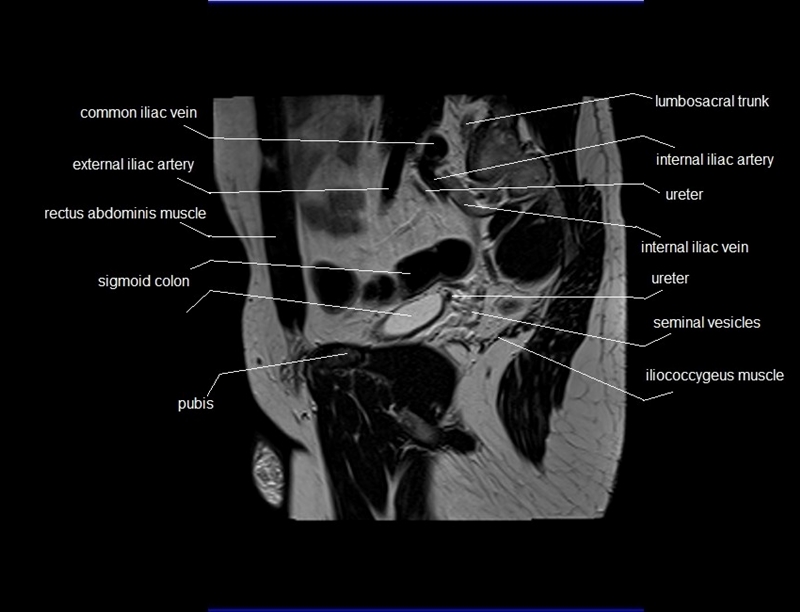 common iliac vein
external iliac artery
rectus abdominis muscle
sigmoid colon
pubis
lumbosacral trunk
internal iliac artery
ureter
internal iliac vein
ureter
seminal vesicles
iliococcygeus muscle